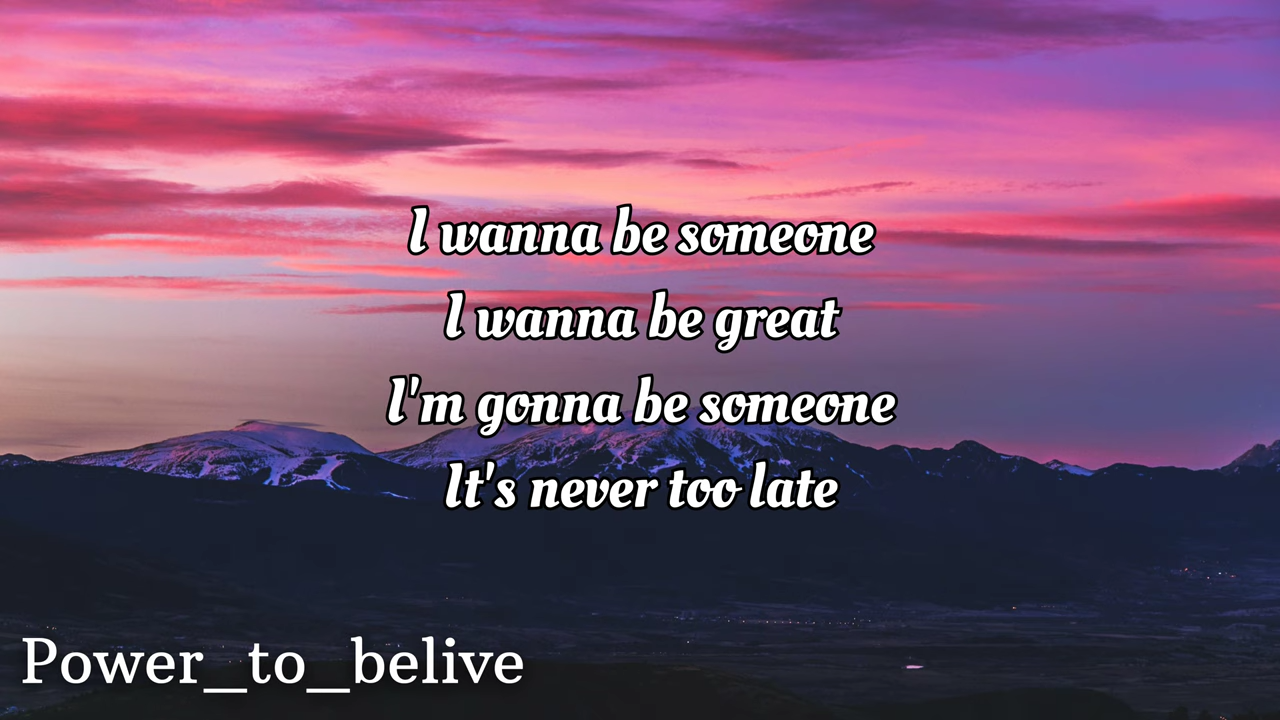 I wanna be someone
I wanna be great
I'm gonna be someone
It's never too late
Power_to_belive